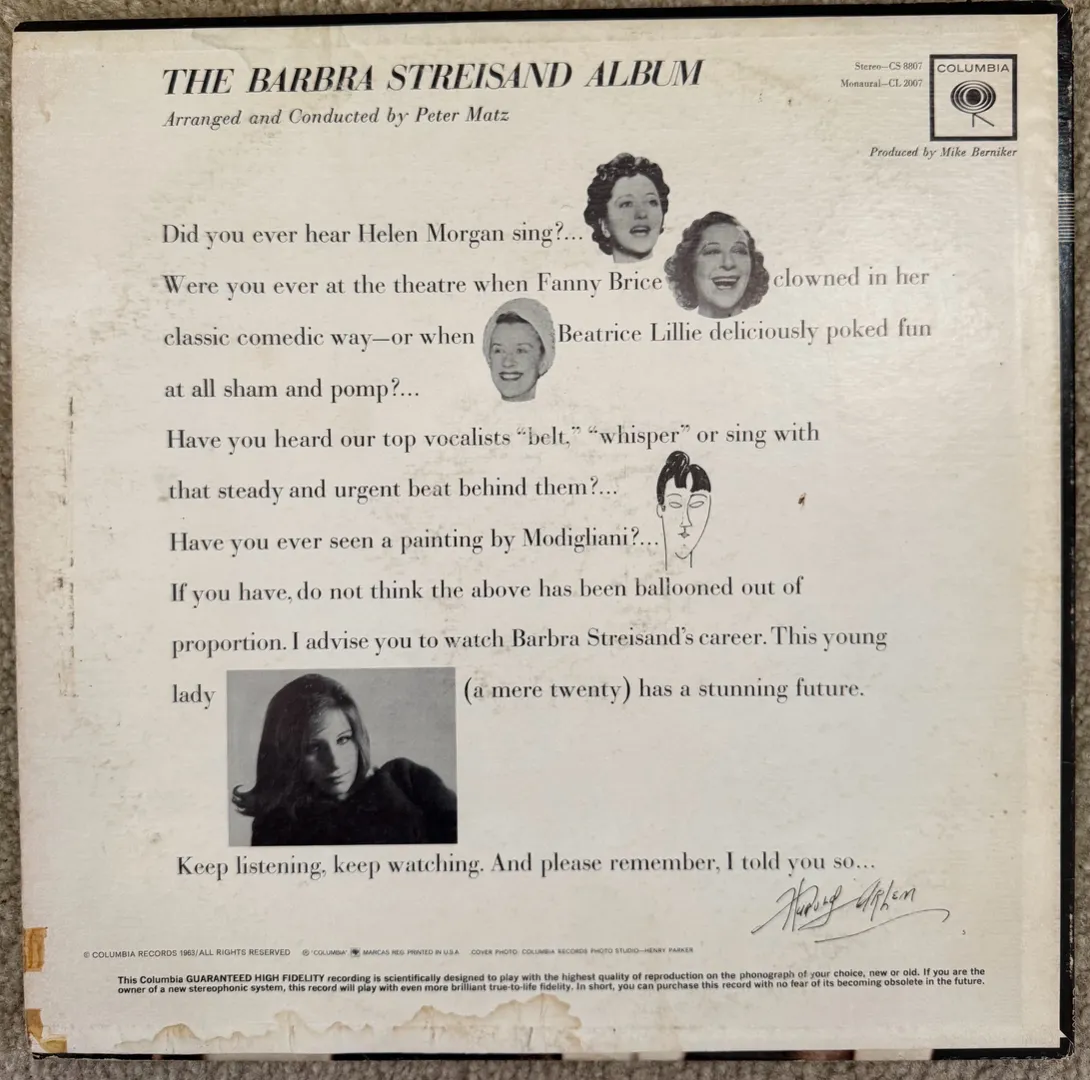 THE BARBRA STREISAND ALBUM
Arranged and Conducted by Peter Matz
Stereo—CS 8807
Monaural—CL 2007
COLUMBIA
Produced by Mike Berniker
Did you ever hear Helen Morgan sing?...
Were you ever at the theatre when Fanny Brice clowned in her
classic comedic way—or when Beatrice Lillie deliciously poked fun
at all sham and pomp?...
Have you heard our top vocalists “belt,” “whisper” or sing with
that steady and urgent beat behind them?...
Have you ever seen a painting by Modigliani?...
If you have, do not think the above has been ballooned out of
proportion. I advise you to watch Barbra Streisand's career. This young
lady (a mere twenty) has a stunning future.
Keep listening, keep watching. And please remember, I told you so...
Harold Arlen
© COLUMBIA RECORDS 1963/ALL RIGHTS RESERVED ® "COLUMBIA" MARCAS REG. PRINTED IN U.S.A. COVER PHOTO: COLUMBIA RECORDS PHOTO STUDIO—HENRY PARKER
This Columbia GUARANTEED HIGH FIDELITY recording is scientifically designed to play with the highest quality of reproduction on the phonograph of your choice, new or old. If you are the
owner of a new stereophonic system, this record will play with even more brilliant true-to-life fidelity. In short, you can purchase this record with no fear of its becoming obsolete in the future.